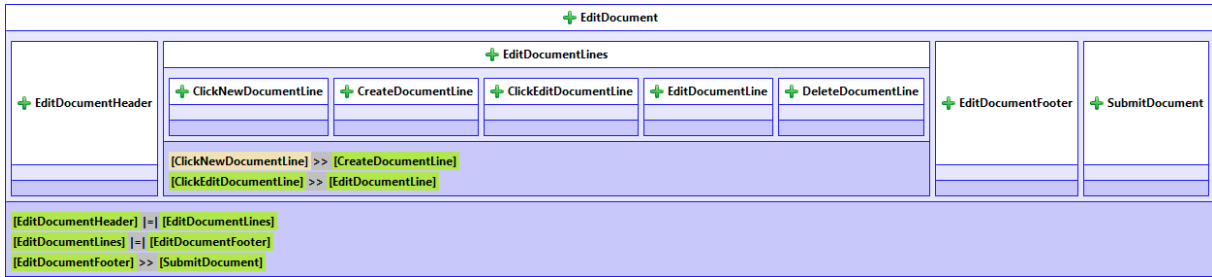 EditDocument
EditDocumentHeader
EditDocumentLines
ClickNewDocumentLine
CreateDocumentLine
ClickEditDocumentLine
EditDocumentLine
DeleteDocumentLine
[ClickNewDocumentLine] >> [CreateDocumentLine]
[ClickEditDocumentLine] >> [EditDocumentLine]
EditDocumentFooter
SubmitDocument
[EditDocumentHeader] |=| [EditDocumentLines]
[EditDocumentLines] |=| [EditDocumentFooter]
[EditDocumentFooter] >> [SubmitDocument]